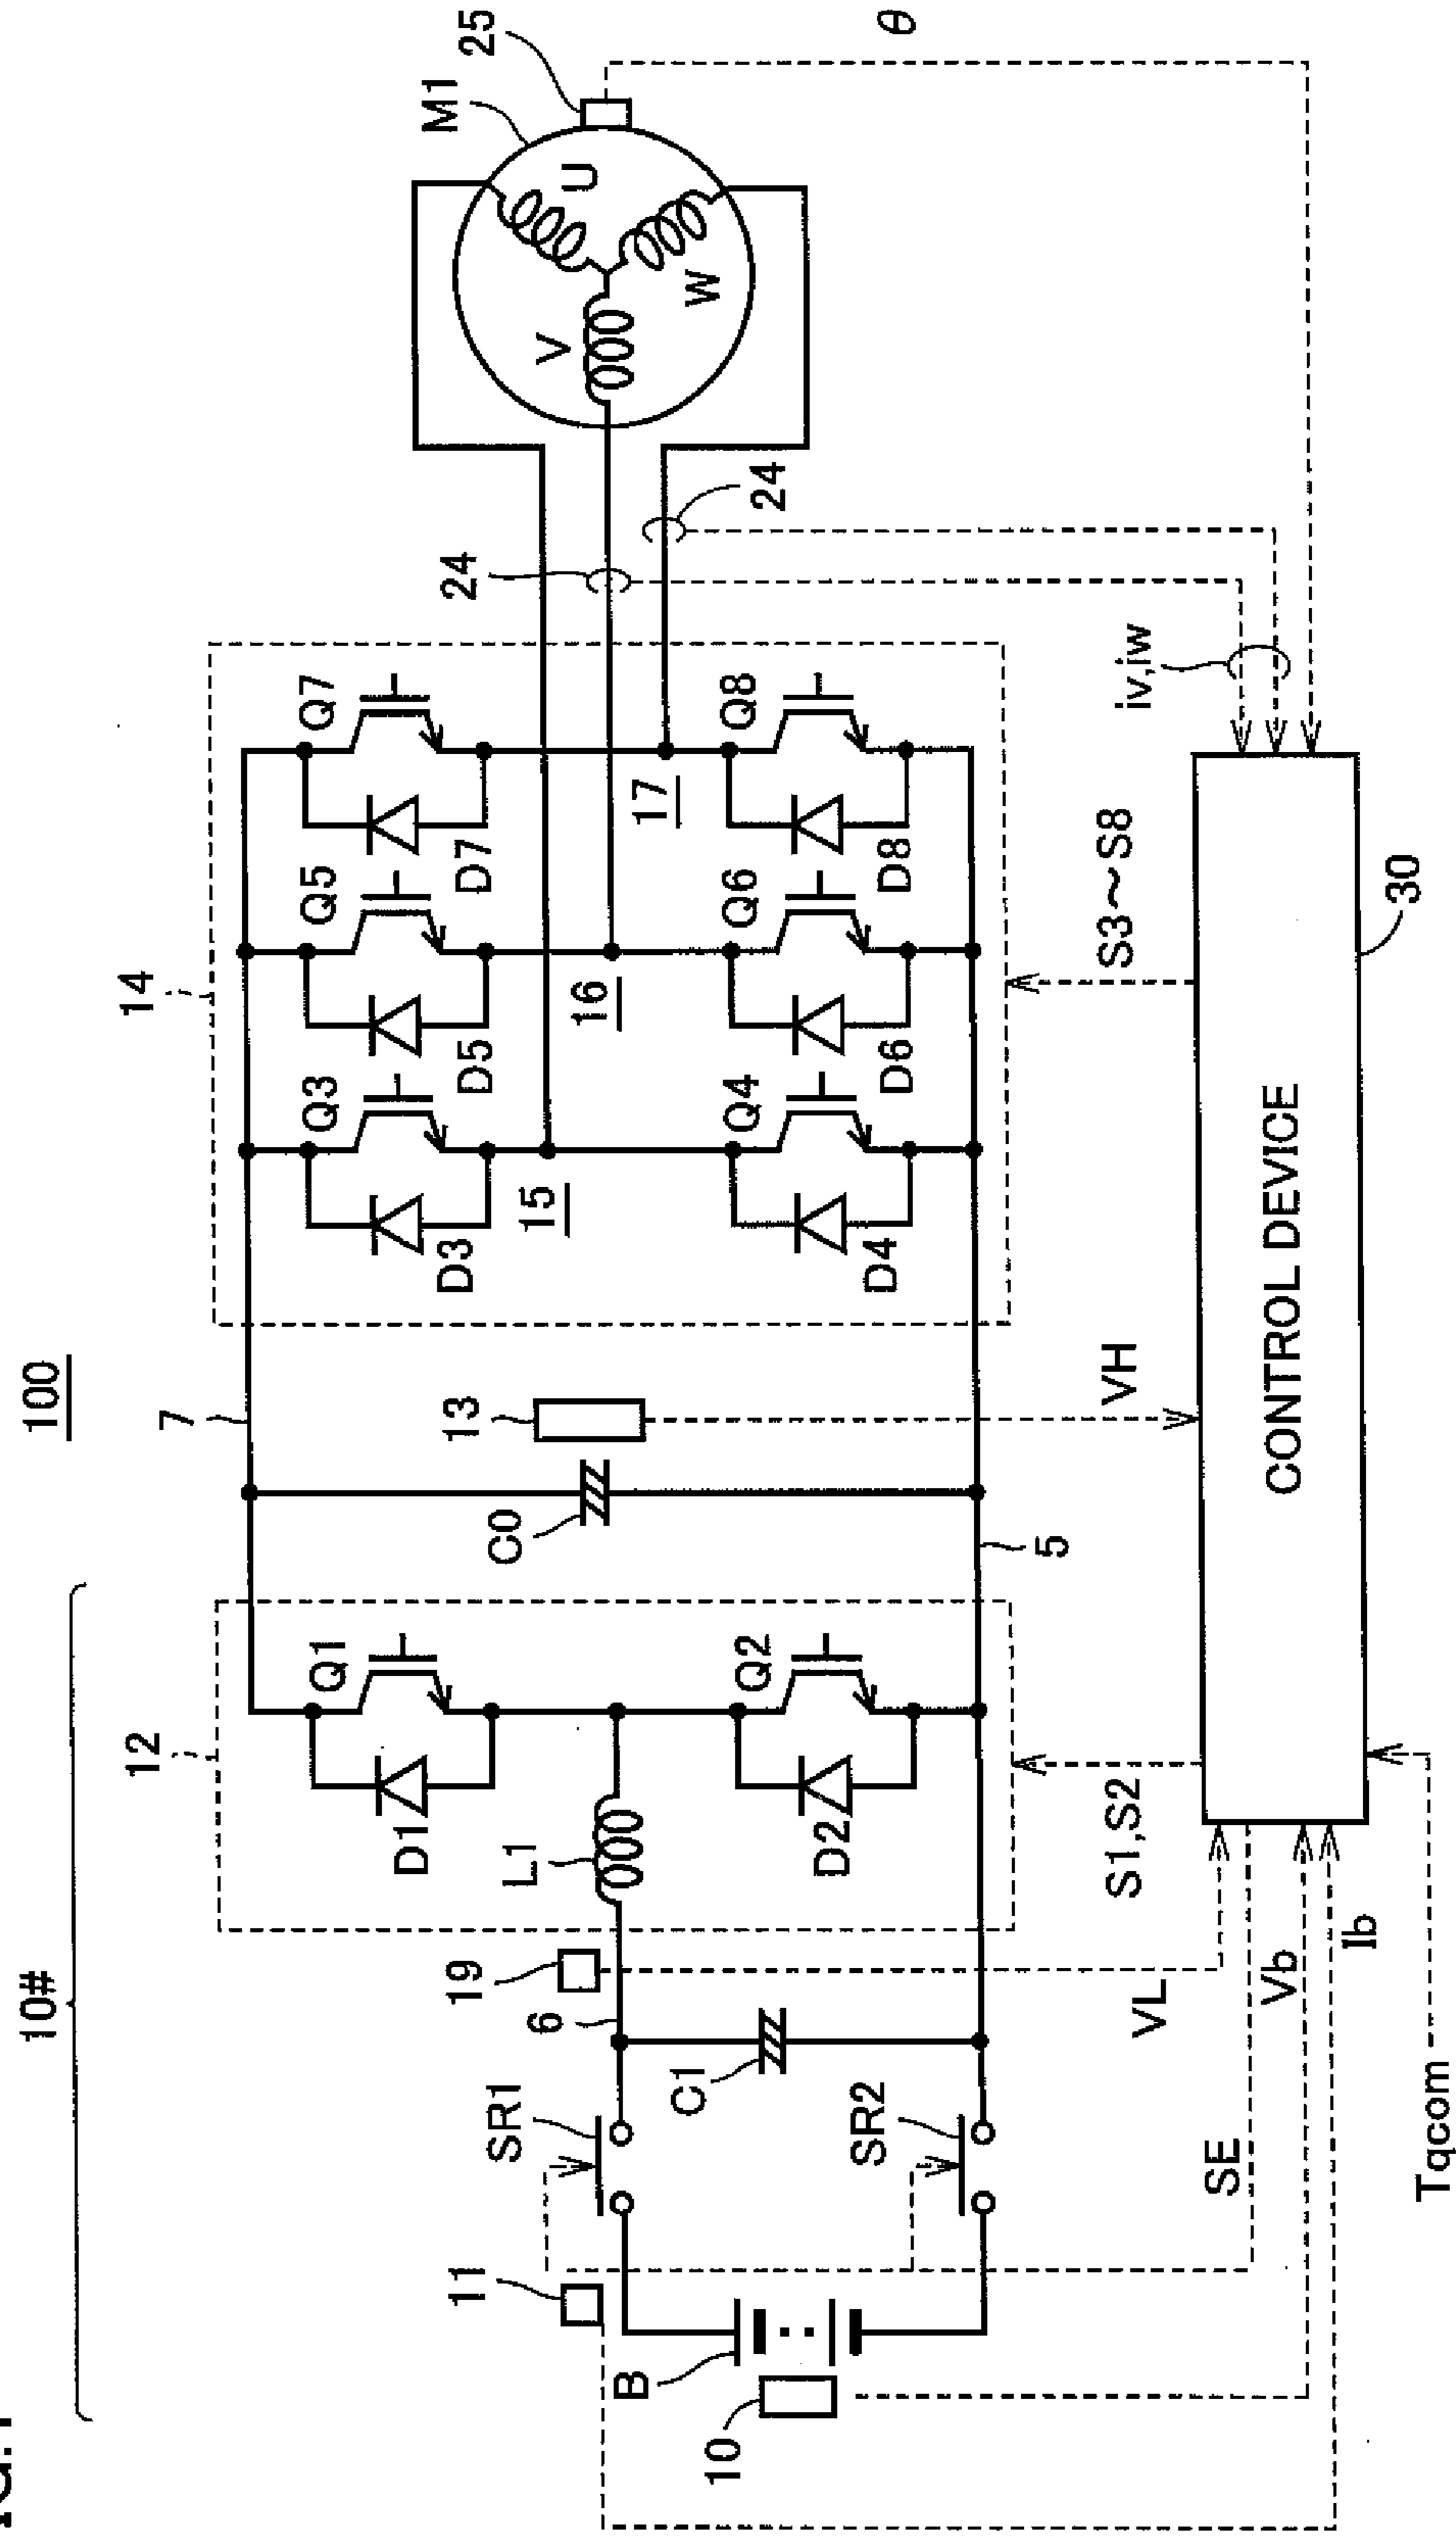 100
10#
12
14
7
Q1
D1
Q2
D2
L1
C0
13
VH
5
Q3
D3
Q5
D5
Q7
D7
15
16
17
Q4
D4
Q6
D6
Q8
D8
24
24
M1
U
V
W
25
θ
iv,iw
11
SR1
6
19
B
10
C1
SR2
SE
VL
Vb
Ib
S1,S2
S3~S8
CONTROL DEVICE
30
Tqcom